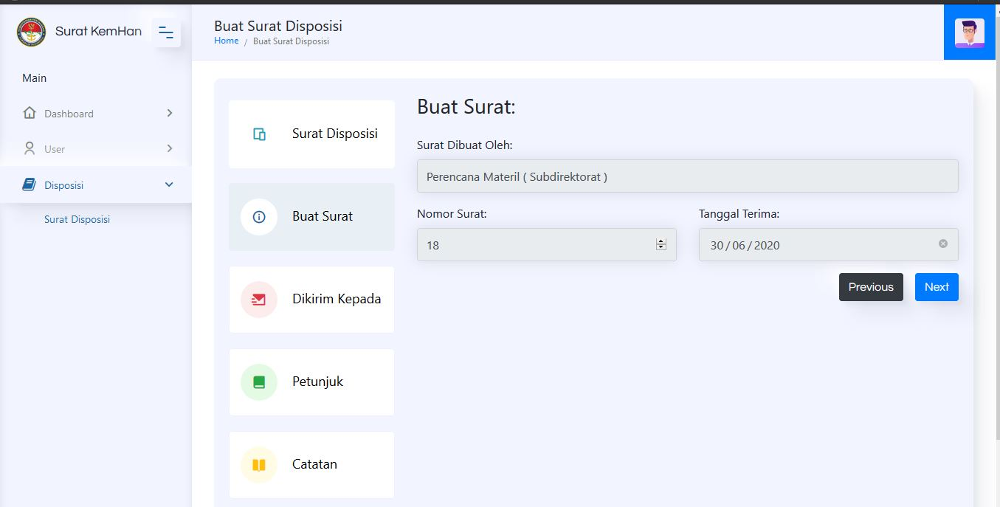 Surat KemHan
Main
Dashboard
User
Disposisi
Surat Disposisi
Buat Surat Disposisi
Home / Buat Surat Disposisi
Surat Disposisi
Buat Surat
Dikirim Kepada
Petunjuk
Catatan
Buat Surat:
Surat Dibuat Oleh:
Perencana Materil ( Subdirektorat )
Nomor Surat:
18
Tanggal Terima:
30 / 06 / 2020
Previous
Next